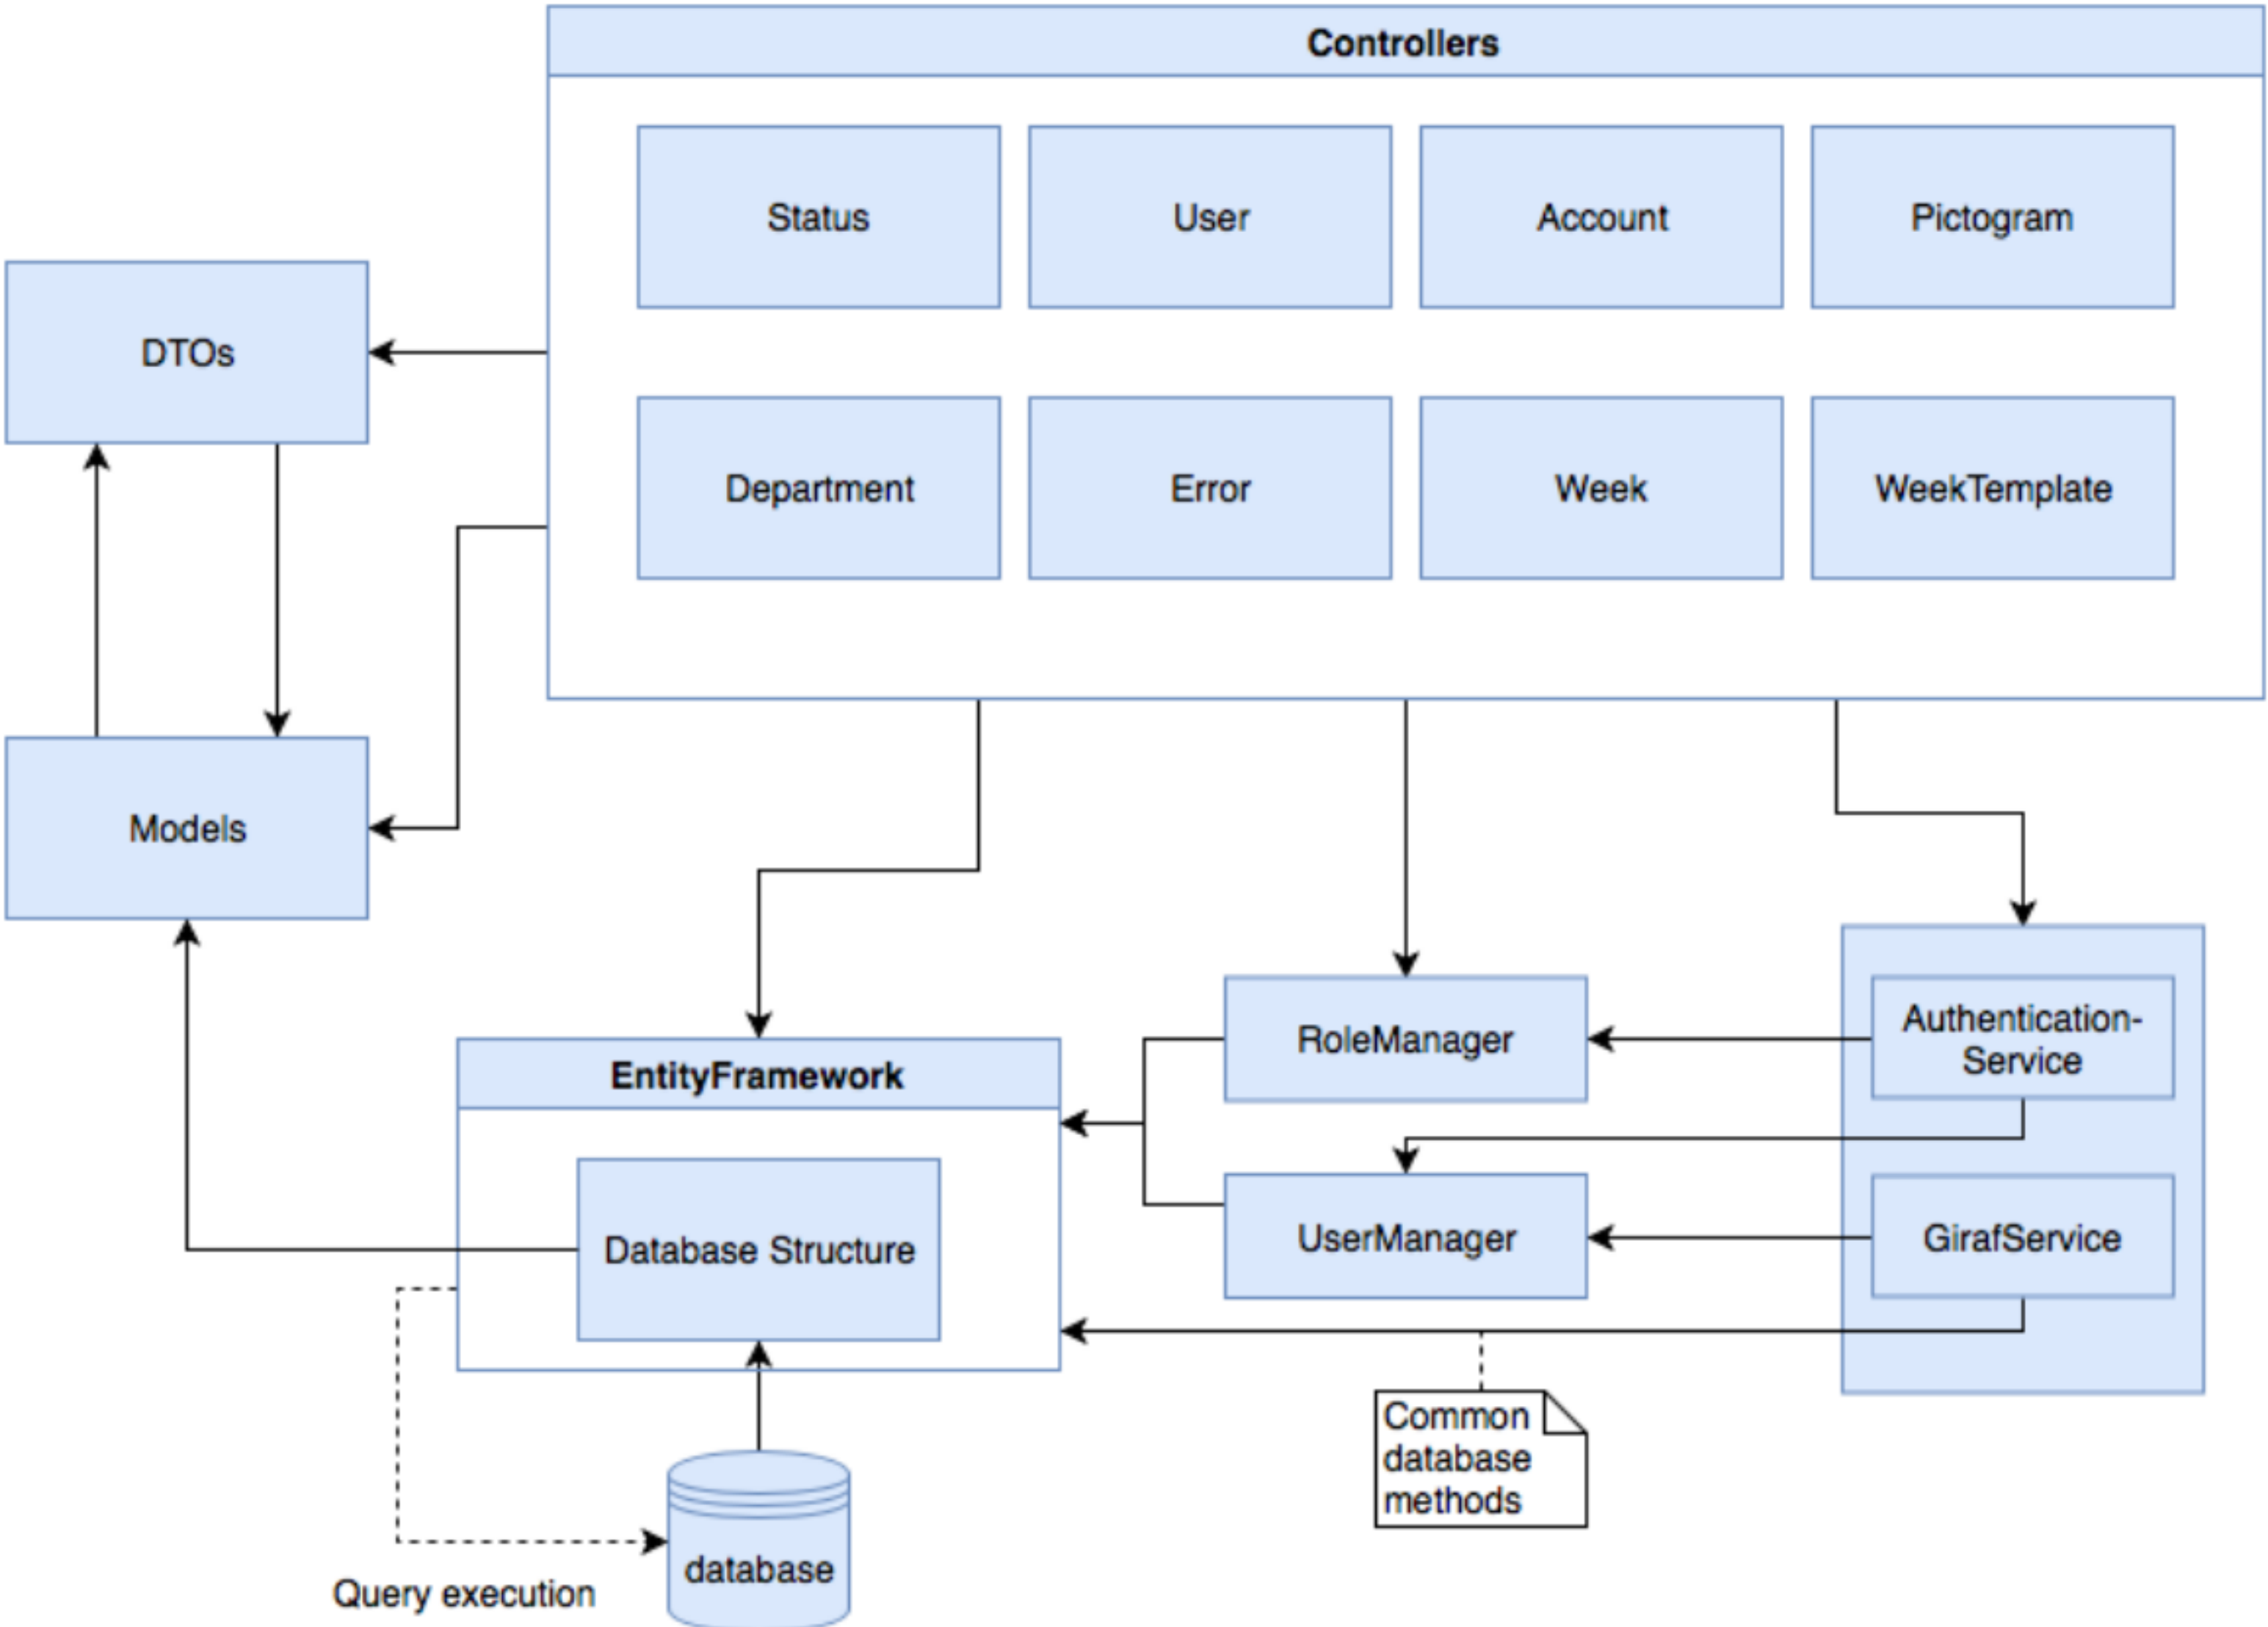 Controllers
Status
User
Account
Pictogram
DTOs
Department
Error
Week
WeekTemplate
Models
RoleManager
Authentication-
Service
EntityFramework
Database Structure
UserManager
GirafService
Common
database
methods
database
Query execution